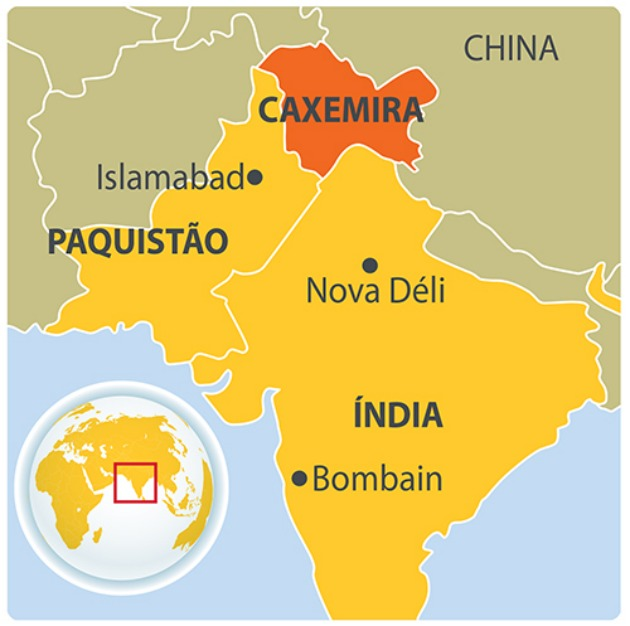 CHINA
CAXEMIRA
Islamabad
PAQUISTÃO
Nova Déli
ÍNDIA
Bombain